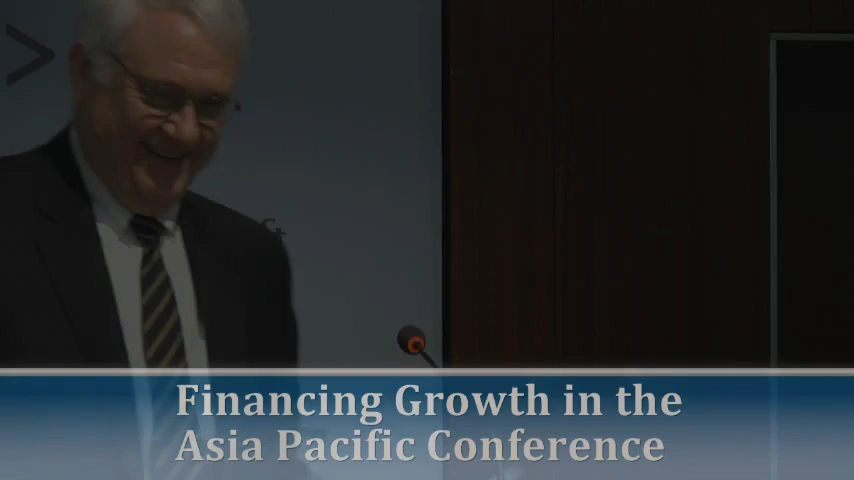 Financing Growth in the
Asia Pacific Conference